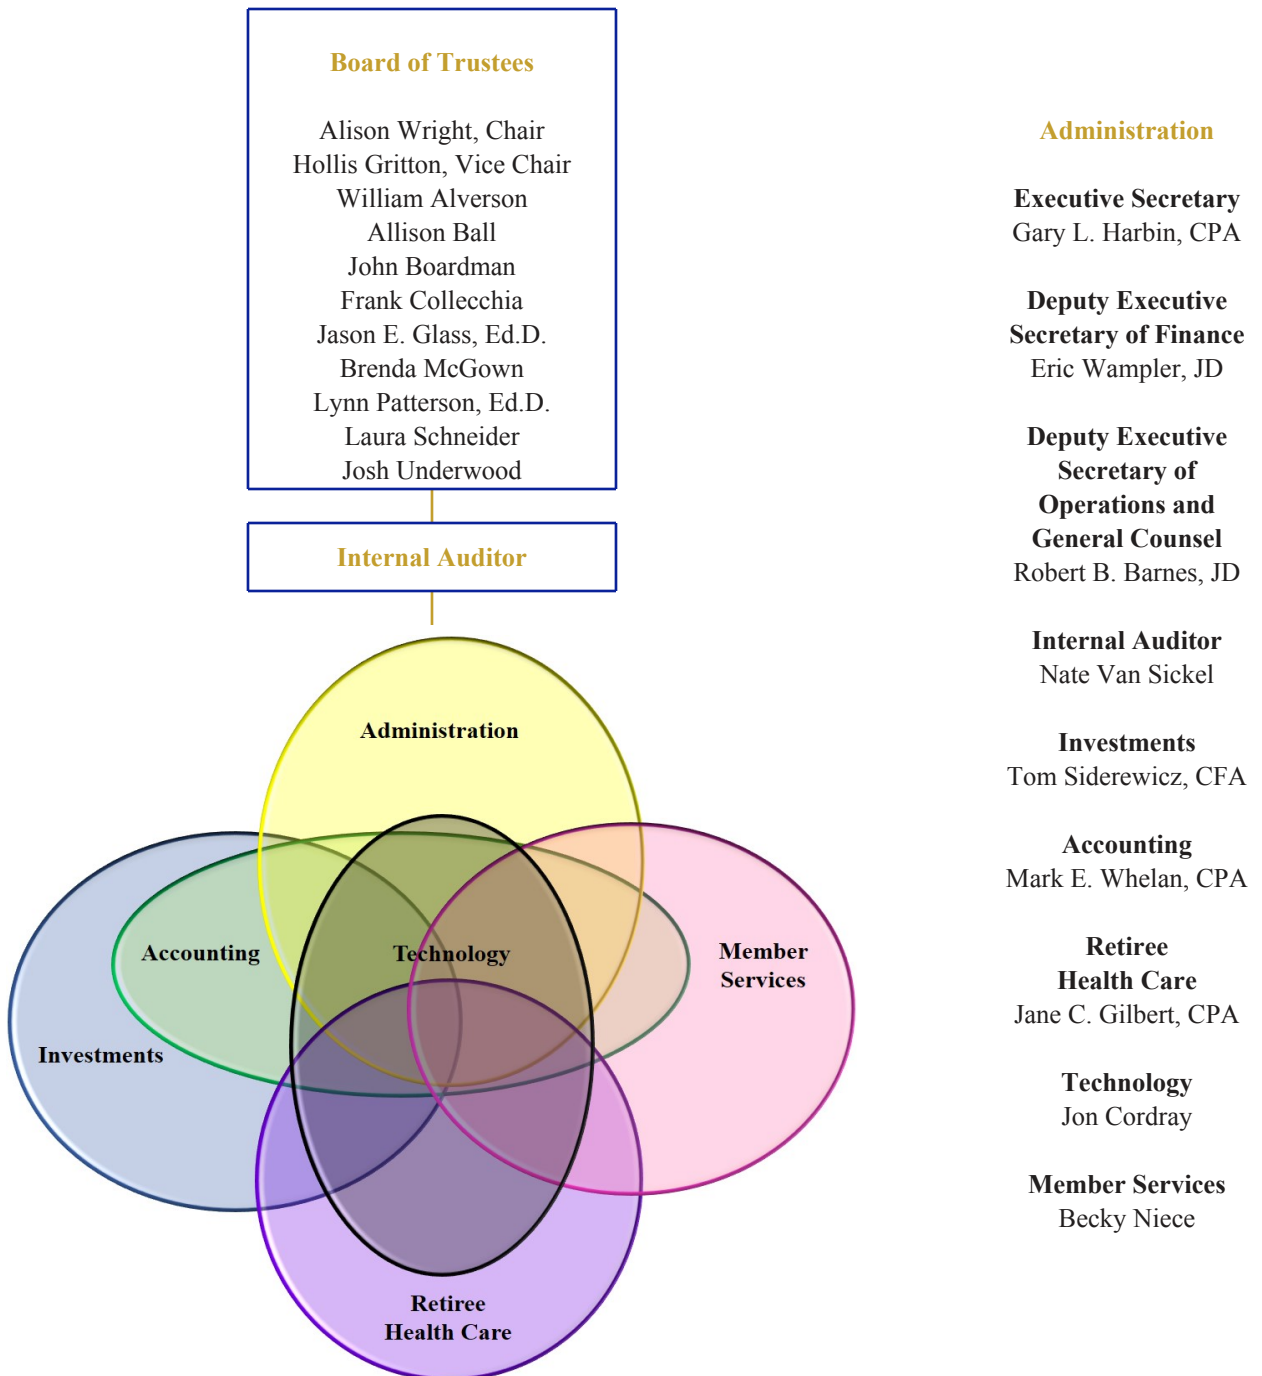 Board of Trustees
Alison Wright, Chair
Hollis Gritton, Vice Chair
William Alverson
Allison Ball
John Boardman
Frank Collecchia
Jason E. Glass, Ed.D.
Brenda McGown
Lynn Patterson, Ed.D.
Laura Schneider
Josh Underwood
Internal Auditor
Administration
Accounting
Technology
Member
Services
Investments
Retiree
Health Care
Administration
Executive Secretary
Gary L. Harbin, CPA
Deputy Executive
Secretary of Finance
Eric Wampler, JD
Deputy Executive
Secretary of
Operations and
General Counsel
Robert B. Barnes, JD
Internal Auditor
Nate Van Sickel
Investments
Tom Siderewicz, CFA
Accounting
Mark E. Whelan, CPA
Retiree
Health Care
Jane C. Gilbert, CPA
Technology
Jon Cordray
Member Services
Becky Niece